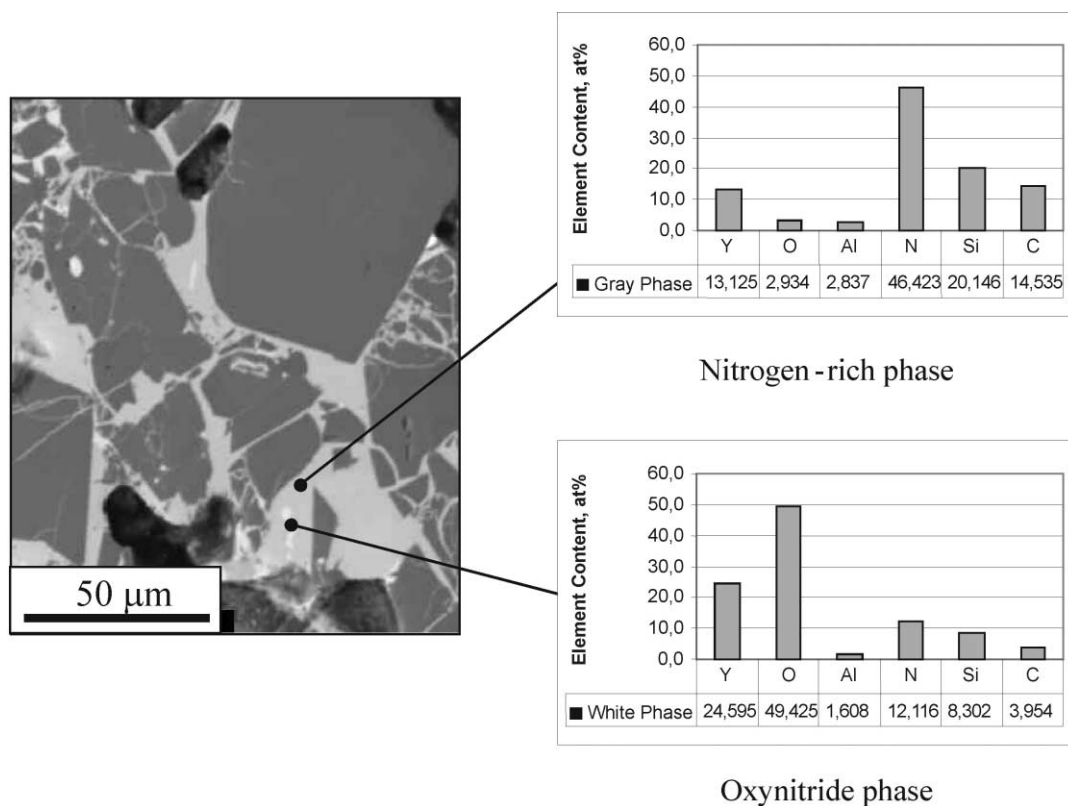 50 μm
Element Content, at%
60,0
50,0
40,0
30,0
20,0
10,0
0,0
Y O Al N Si C
Gray Phase 13,125 2,934 2,837 46,423 20,146 14,535
Nitrogen-rich phase
Element Content, at%
60,0
50,0
40,0
30,0
20,0
10,0
0,0
Y O Al N Si C
White Phase 24,595 49,425 1,608 12,116 8,302 3,954
Oxynitride phase